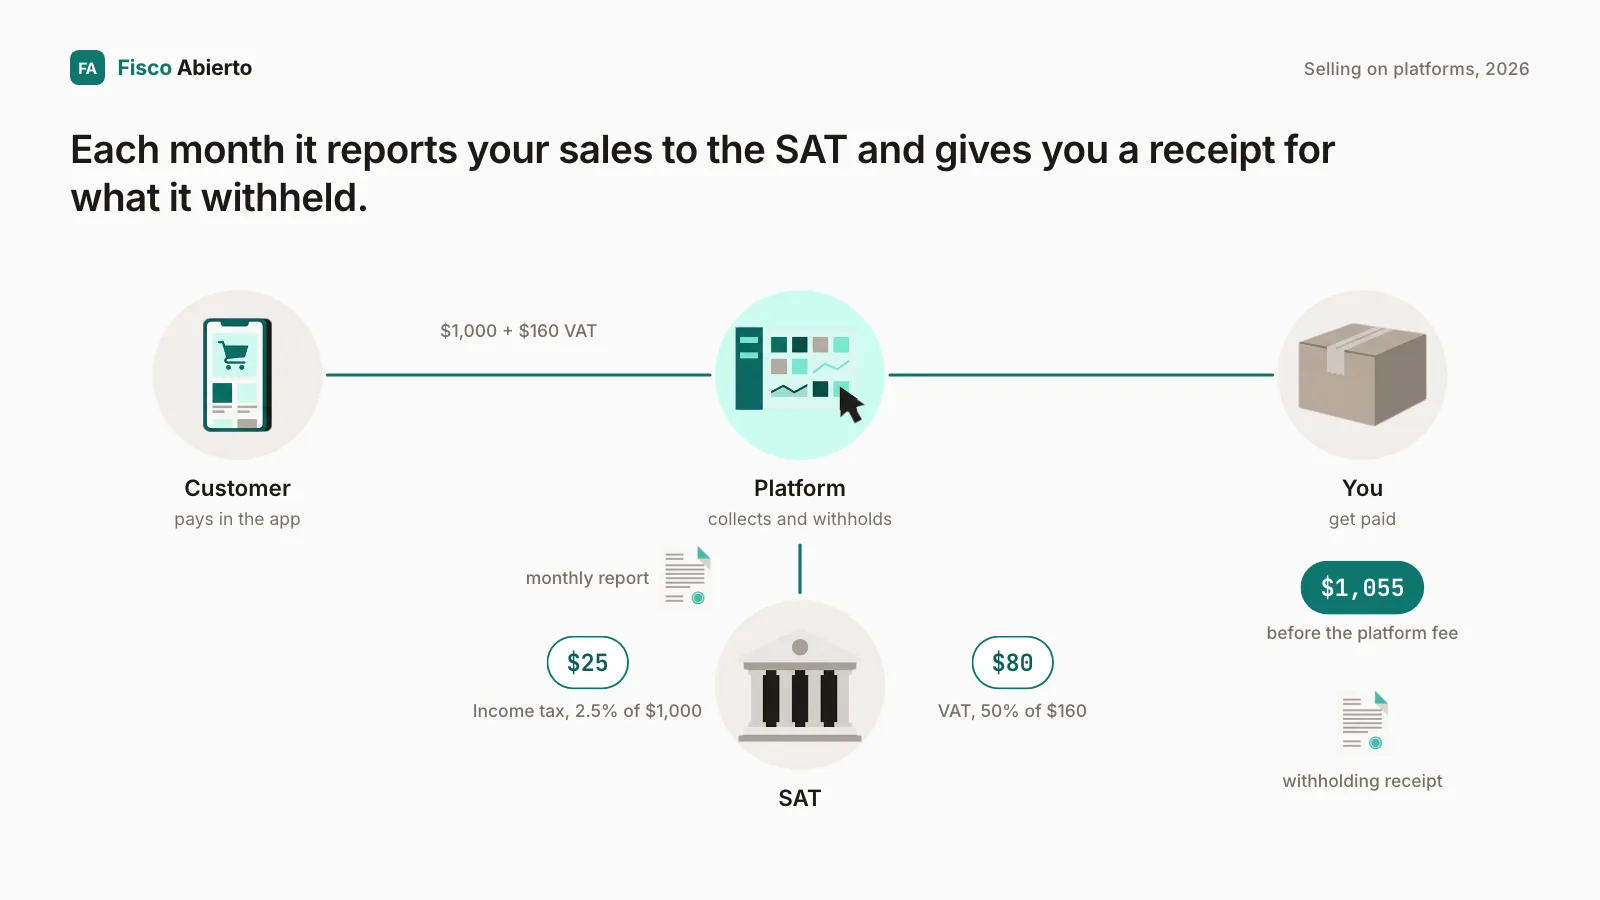 FA
Fisco Abierto
Selling on platforms, 2026
Each month it reports your sales to the SAT and gives you a receipt for
what it withheld.
$1,000 + $160 VAT
Customer
pays in the app
Platform
collects and withholds
You
get paid
monthly report
$1,055
before the platform fee
$25
Income tax, 2.5% of $1,000
$80
VAT, 50% of $160
withholding receipt
SAT